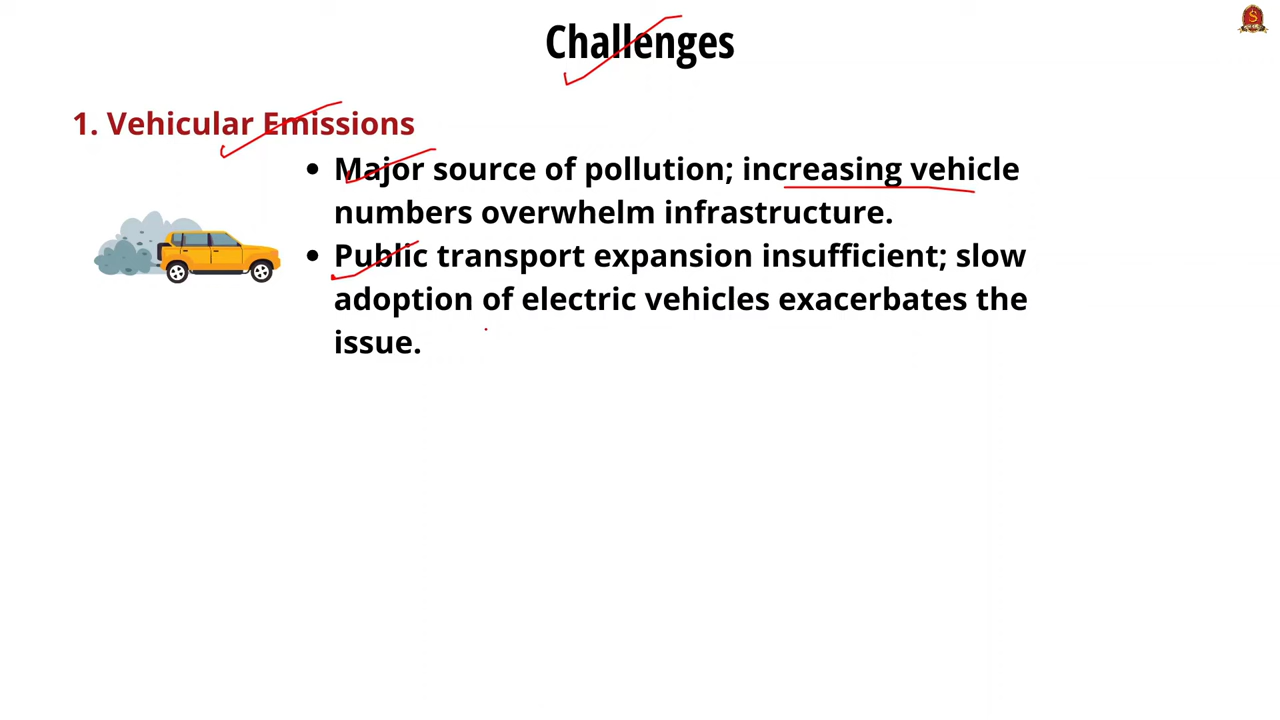 Challenges
1. Vehicular Emissions
• Major source of pollution; increasing vehicle
numbers overwhelm infrastructure.
• Public transport expansion insufficient; slow
adoption of electric vehicles exacerbates the
issue.